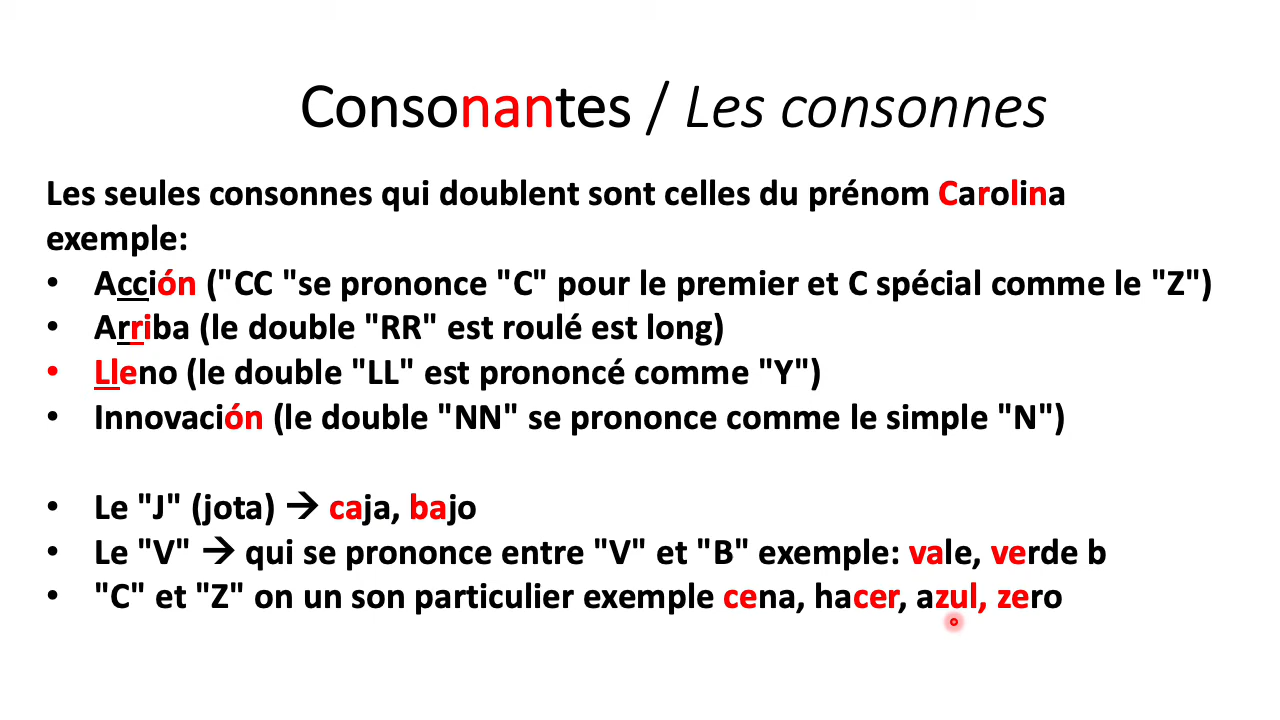 Consonantes / Les consonnes
Les seules consonnes qui doublent sont celles du prénom Carolina
exemple:
• Acción ("CC "se prononce "C" pour le premier et C spécial comme le "Z")
• Arriba (le double "RR" est roulé est long)
• Lleno (le double "LL" est prononcé comme "Y")
• Innovación (le double "NN" se prononce comme le simple "N")
• Le "J" (jota) → caja, bajo
• Le "V" → qui se prononce entre "V" et "B" exemple: vale, verde b
• "C" et "Z" on un son particulier exemple cena, hacer, azul, zero